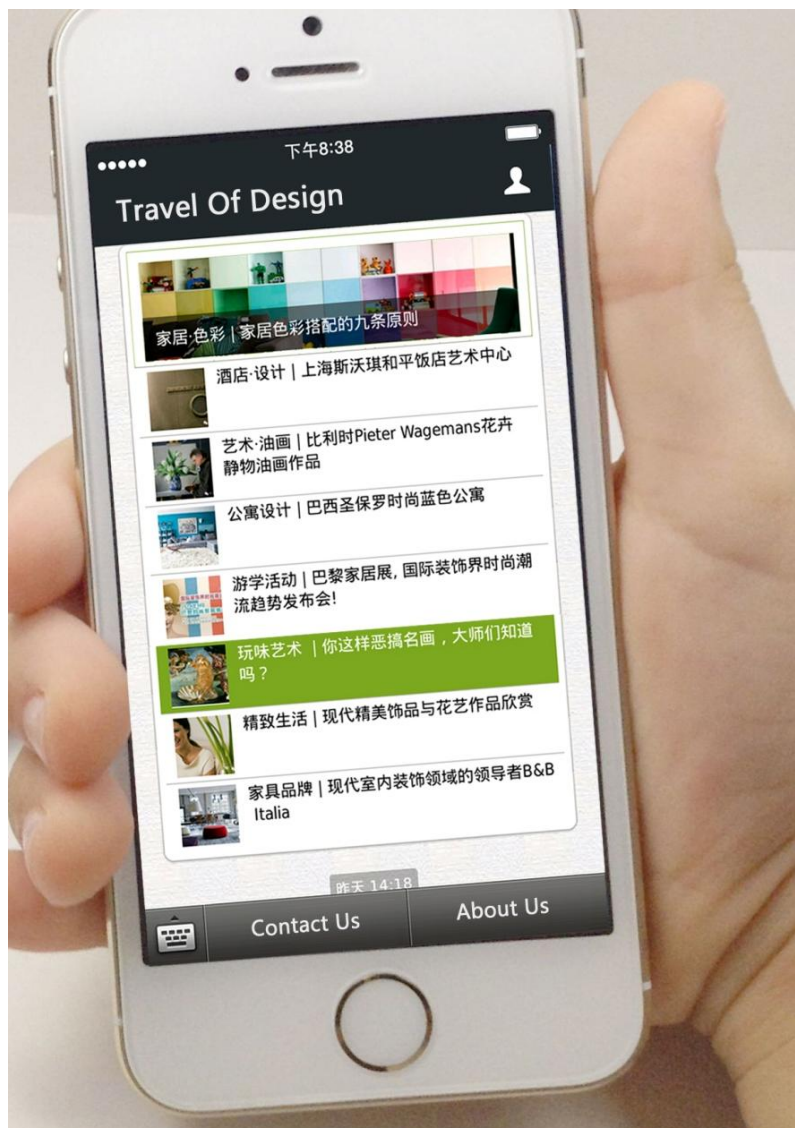 下午8:38
Travel Of Design
家居·色彩 | 家居色彩搭配的九条原则
酒店·设计 | 上海斯沃琪和平饭店艺术中心
艺术·油画 | 比利时Pieter Wagemans花卉
静物油画作品
公寓设计 | 巴西圣保罗时尚蓝色公寓
游学活动 | 巴黎家居展, 国际装饰界时尚潮
流趋势发布会!
玩味艺术 | 你这样恶搞名画，大师们知道
吗？
精致生活 | 现代精美饰品与花艺作品欣赏
家具品牌 | 现代室内装饰领域的领导者B&B
Italia
昨天 14:18
Contact Us
About Us